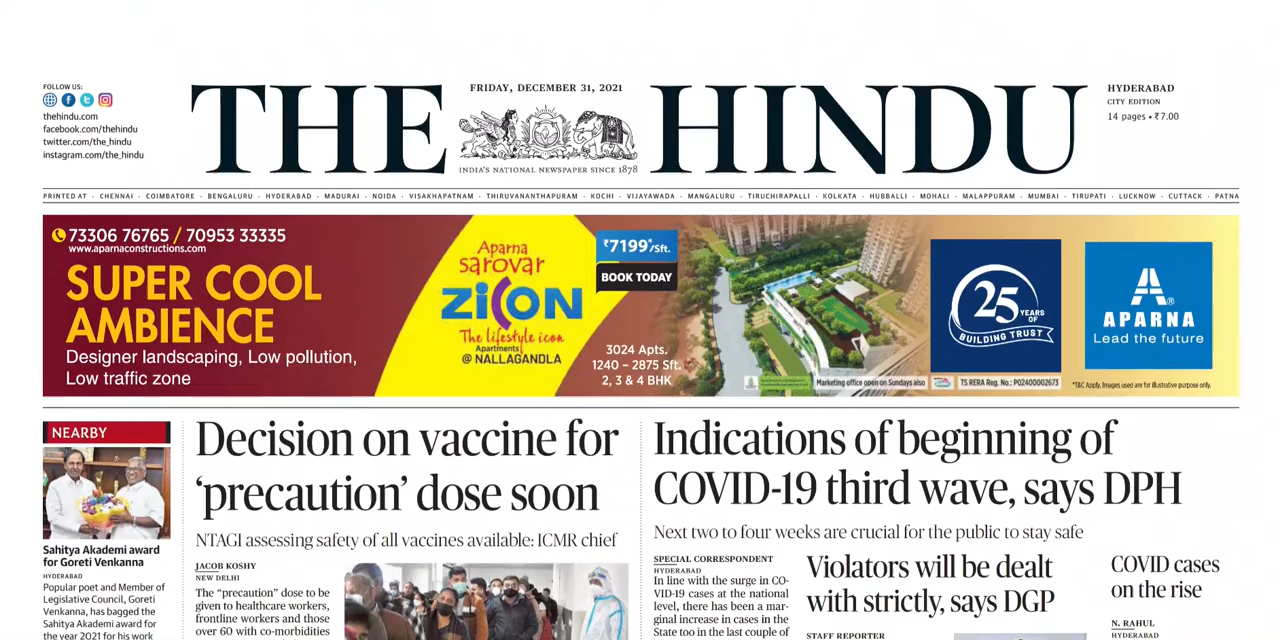 FOLLOW US:
thehindu.com
facebook.com/thehindu
twitter.com/the_hindu
instagram.com/the_hindu
THE HINDU
FRIDAY, DECEMBER 31, 2021
INDIA'S NATIONAL NEWSPAPER SINCE 1878
HYDERABAD
CITY EDITION
14 pages • ₹7.00
PRINTED AT · CHENNAI · COIMBATORE · BENGALURU · HYDERABAD · MADURAI · NOIDA · VISAKHAPATNAM · THIRUVANANTHAPURAM · KOCHI · VIJAYAWADA · MANGALURU · TIRUCHIRAPALLI · KOLKATA · HUBBALLI · MOHALI · MALAPPURAM · MUMBAI · TIRUPATI · LUCKNOW · CUTTACK · PATNA
73306 76765 / 70953 33335
www.aparnaconstructions.com
SUPER COOL
AMBIENCE
Designer landscaping, Low pollution,
Low traffic zone
Aparna
sarovar
ZiCON
The lifestyle icon
Apartments
@ NALLAGANDLA
₹7199*/Sft.
BOOK TODAY
3024 Apts.
1240 – 2875 Sft.
2, 3 & 4 BHK
Marketing office open on Sundays also
TS RERA Reg. No.: P02400002673
25 YEARS OF
BUILDING TRUST
APARNA®
Lead the future
*T&C Apply, Images used are for illustrative purpose only.
NEARBY
Sahitya Akademi award
for Goreti Venkanna
HYDERABAD
Popular poet and Member of
Legislative Council, Goreti
Venkanna, has bagged the
Sahitya Akademi award for
the year 2021 for his work
Decision on vaccine for
‘precaution’ dose soon
NTAGI assessing safety of all vaccines available: ICMR chief
JACOB KOSHY
NEW DELHI
The “precaution” dose to be
given to healthcare workers,
frontline workers and those
over 60 with co-morbidities
Indications of beginning of
COVID-19 third wave, says DPH
Next two to four weeks are crucial for the public to stay safe
SPECIAL CORRESPONDENT
HYDERABAD
In line with the surge in CO-
VID-19 cases at the national
level, there has been a mar-
ginal increase in cases in the
State too in the last couple of
Violators will be dealt
with strictly, says DGP
STAFF REPORTER
COVID cases
on the rise
N. RAHUL
HYDERABAD